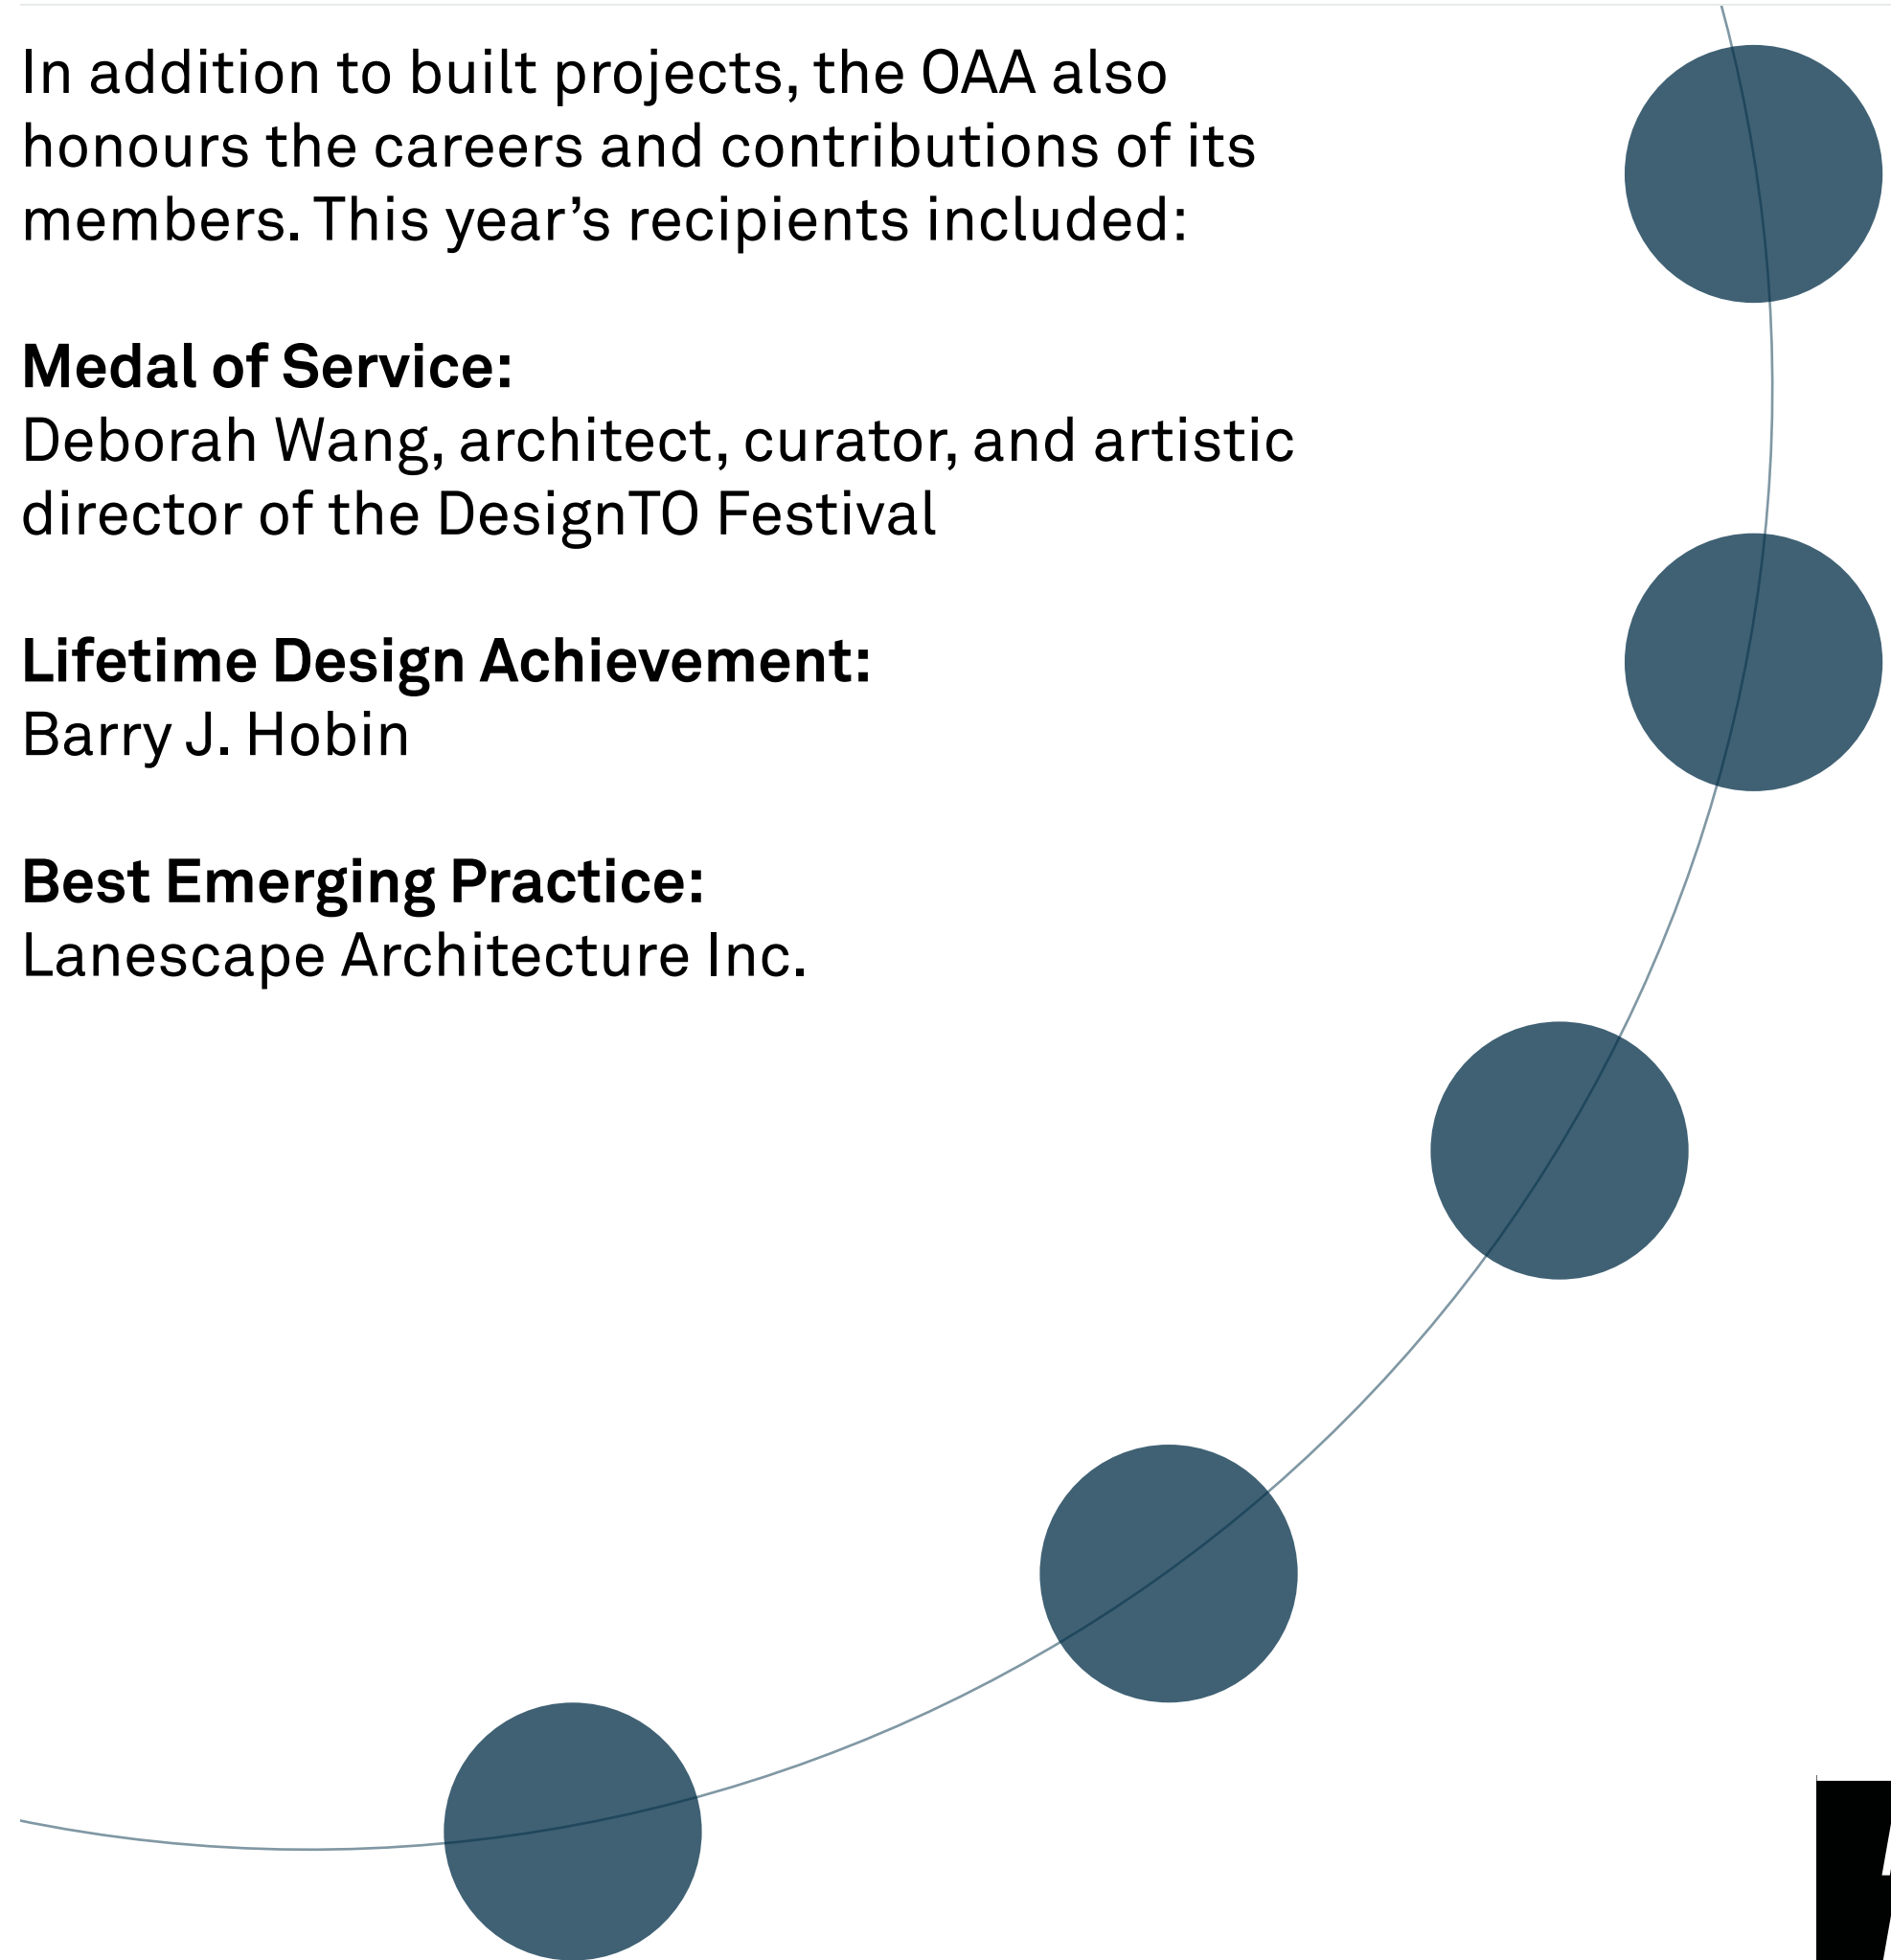 In addition to built projects, the OAA also
honours the careers and contributions of its
members. This year’s recipients included:
Medal of Service:
Deborah Wang, architect, curator, and artistic
director of the DesignTO Festival
Lifetime Design Achievement:
Barry J. Hobin
Best Emerging Practice:
Lanescape Architecture Inc.